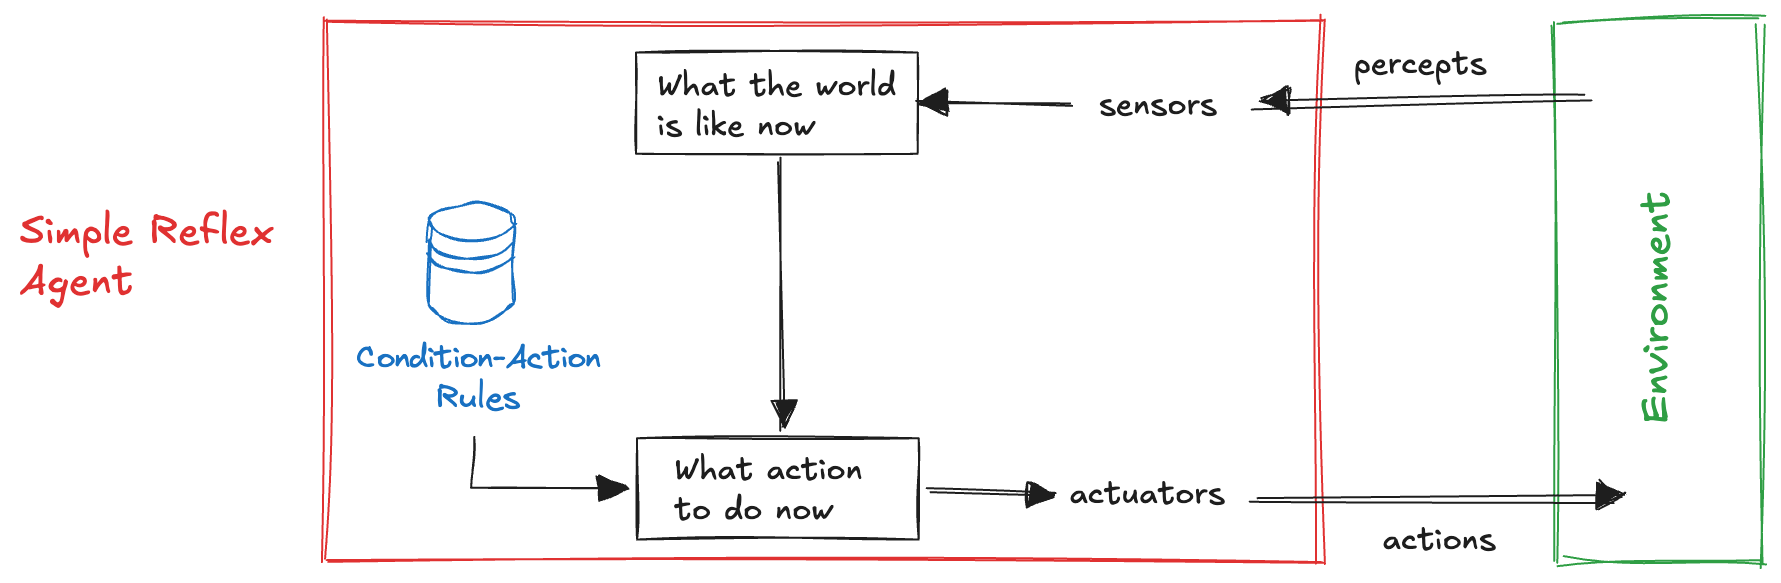 What the world
is like now
sensors
percepts
Simple Reflex
Agent
Condition-Action
Rules
Environment
What action
to do now
actuators
actions